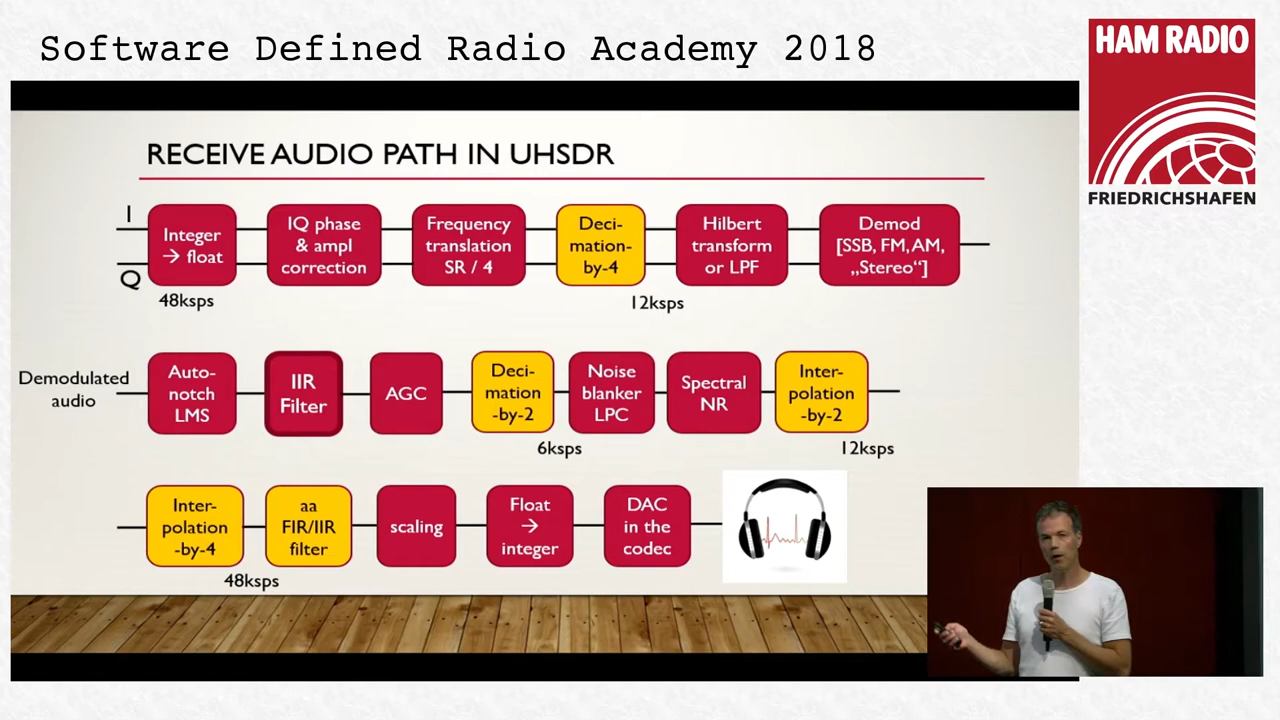 Software Defined Radio Academy 2018
HAM RADIO
FRIEDRICHSHAFEN
RECEIVE AUDIO PATH IN UHSDR
I
Q
Integer
→ float
IQ phase
& ampl
correction
Frequency
translation
SR / 4
Deci-
mation-
by-4
Hilbert
transform
or LPF
Demod
[SSB, FM, AM,
„Stereo“]
48ksps
12ksps
Demodulated
audio
Auto-
notch
LMS
IIR
Filter
AGC
Deci-
mation
-by-2
Noise
blanker
LPC
Spectral
NR
Inter-
polation
-by-2
6ksps
12ksps
Inter-
polation
-by-4
aa
FIR/IIR
filter
scaling
Float
→
integer
DAC
in the
codec
48ksps